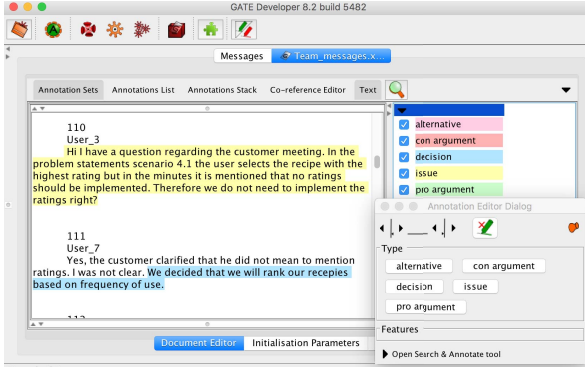 GATE Developer 8.2 build 5482
Messages
Team_messages.x...
Annotation Sets Annotations List Annotations Stack Co-reference Editor Text
110
User_3
Hi I have a question regarding the customer meeting. In the
problem statements scenario 4.1 the user selects the recipe with the
highest rating but in the minutes it is mentioned that no ratings
should be implemented. Therefore we do not need to implement the
ratings right?
111
User_7
Yes, the customer clarified that he did not mean to mention
ratings. I was not clear. We decided that we will rank our recepies
based on frequency of use.
alternative
con argument
decision
issue
pro argument
Annotation Editor Dialog
Type
alternative con argument
decision issue
pro argument
Features
Open Search & Annotate tool
Document Editor Initialisation Parameters